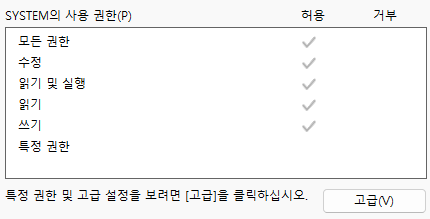 SYSTEM의 사용 권한(P) 허용 거부
모든 권한
수정
읽기 및 실행
읽기
쓰기
특정 권한
특정 권한 및 고급 설정을 보려면 [고급]을 클릭하십시오. 고급(V)